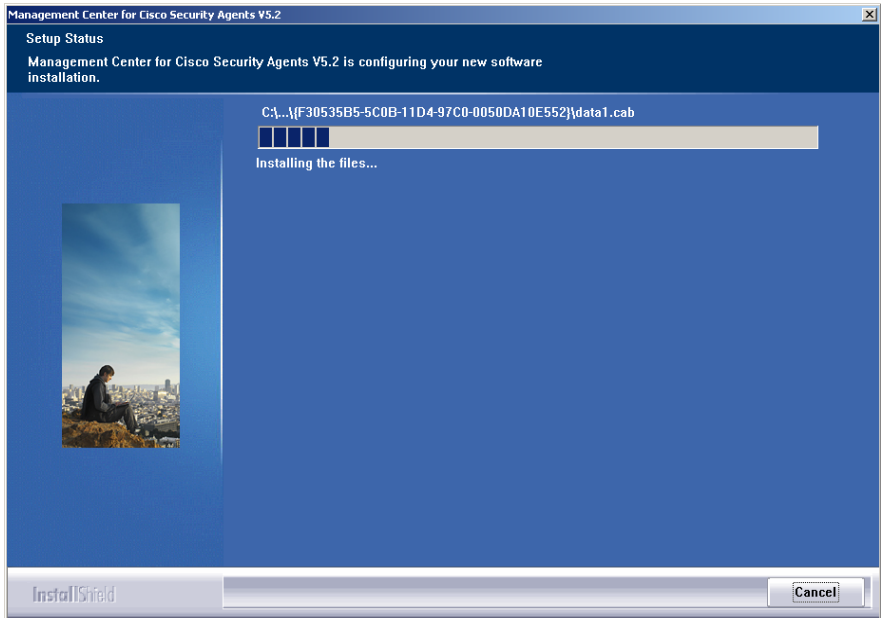 Management Center for Cisco Security Agents V5.2
Setup Status
Management Center for Cisco Security Agents V5.2 is configuring your new software
installation.
C:\...\{F30535B5-5C0B-11D4-97C0-0050DA10E552}\data1.cab
Installing the files...
InstallShield
Cancel